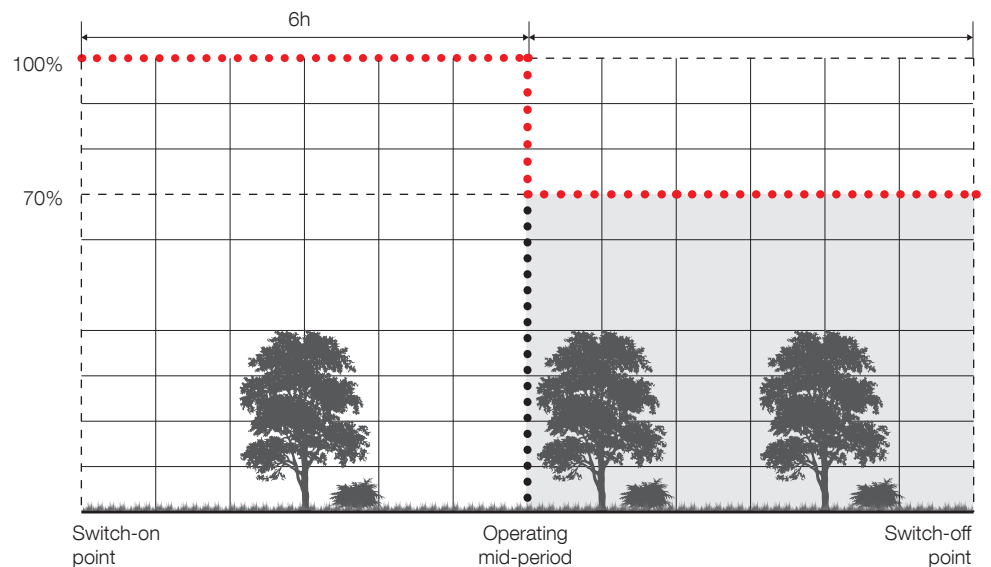 6h
100%
70%
Switch-on
point
Operating
mid-period
Switch-off
point